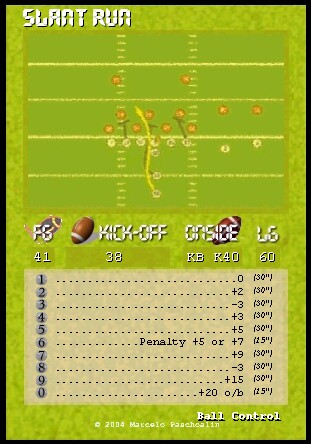 SLANT RUN
FG KICK-OFF ONSIDE LG
41 38 KB K40 60
1 ..............................0 (30")
2 ..............................+2 (30")
3 ..............................-3 (30")
4 ..............................+3 (30")
5 ..............................+5 (30")
6 ..............Penalty +5 or +7 (15")
7 ..............................+9 (30")
8 ..............................-3 (30")
9 ..............................+15 (30")
0 ..............................+20 o/b (15")
Ball Control
© 2004 Marcelo Paschoalin